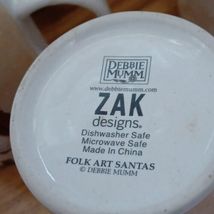 DEBBIE
MUMM
www.debbiemumm.com
ZAK
designs.
Dishwasher Safe
Microwave Safe
Made In China
FOLK ART SANTAS
© DEBBIE MUMM